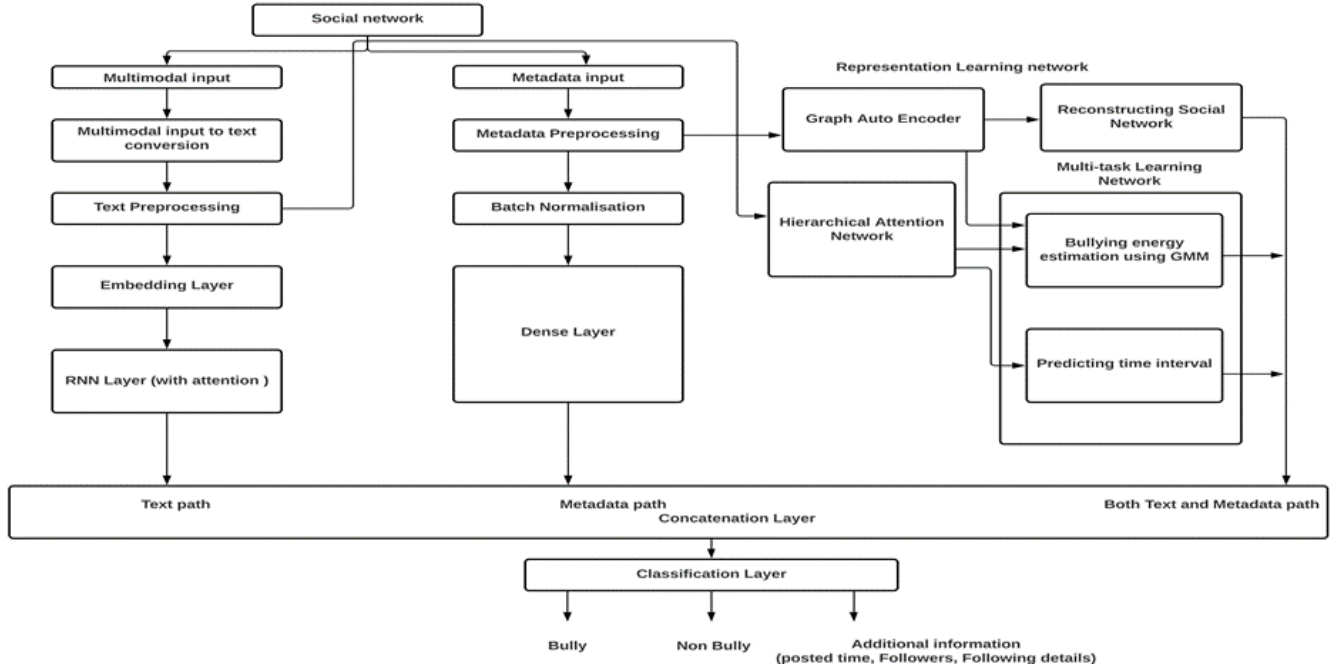 Social network
Multimodal input
Metadata input
Representation Learning network
Multimodal input to text
conversion
Metadata Preprocessing
Graph Auto Encoder
Reconstructing Social
Network
Multi-task Learning
Network
Text Preprocessing
Batch Normalisation
Hierarchical Attention
Network
Bullying energy
estimation using GMM
Embedding Layer
Dense Layer
Predicting time interval
RNN Layer (with attention )
Text path
Metadata path
Both Text and Metadata path
Concatenation Layer
Classification Layer
Bully
Non Bully
Additional information
(posted time, Followers, Following details)